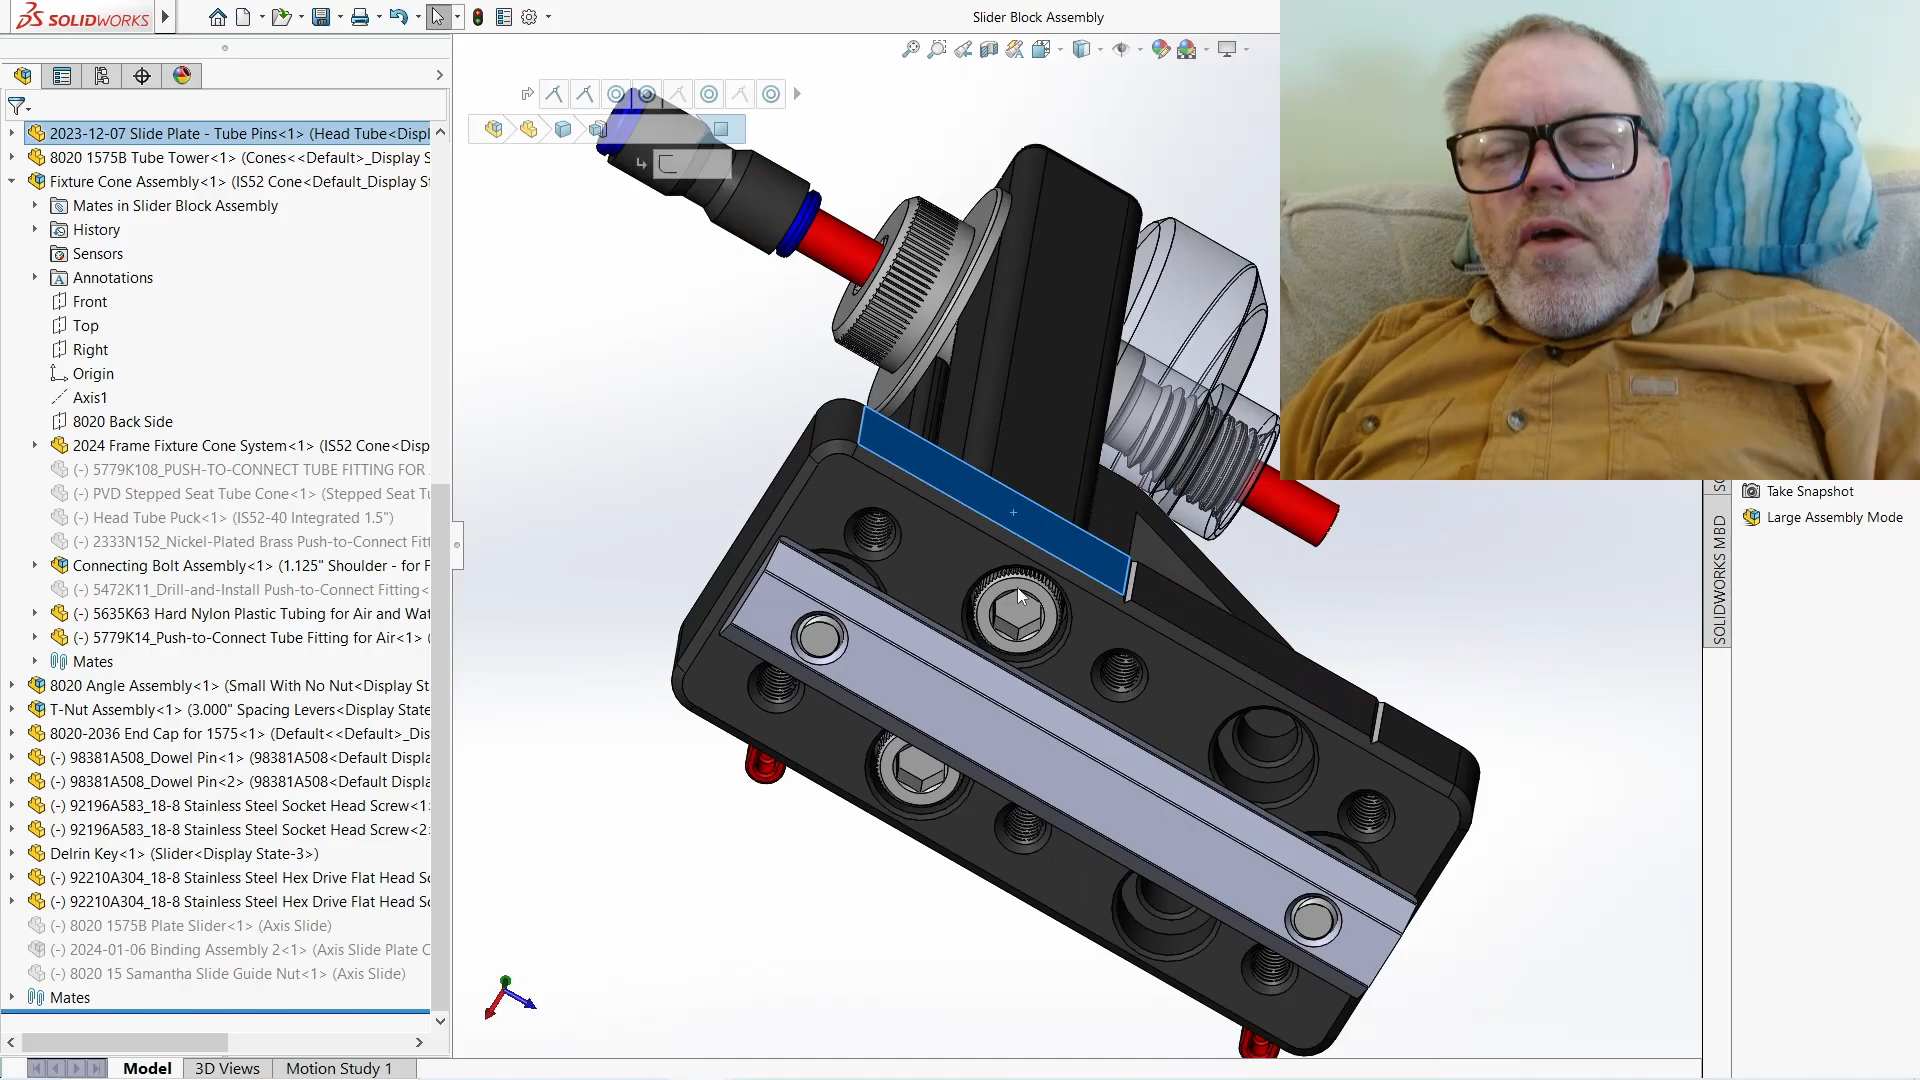 SOLIDWORKS
Slider Block Assembly
2023-12-07 Slide Plate - Tube Pins<1> (Head Tube<Displ
8020 1575B Tube Tower<1> (Cones<<Default>_Display S
Fixture Cone Assembly<1> (IS52 Cone<Default_Display St
Mates in Slider Block Assembly
History
Sensors
Annotations
Front
Top
Right
Origin
Axis1
8020 Back Side
2024 Frame Fixture Cone System<1> (IS52 Cone<Disp
(-) 5779K108_PUSH-TO-CONNECT TUBE FITTING FOR
(-) PVD Stepped Seat Tube Cone<1> (Stepped Seat Tu
(-) Head Tube Puck<1> (IS52-40 Integrated 1.5")
(-) 2333N152_Nickel-Plated Brass Push-to-Connect Fitt
Connecting Bolt Assembly<1> (1.125" Shoulder - for F
(-) 5472K11_Drill-and-Install Push-to-Connect Fitting<
(-) 5635K63 Hard Nylon Plastic Tubing for Air and Wat
(-) 5779K14_Push-to-Connect Tube Fitting for Air<1> (
Mates
8020 Angle Assembly<1> (Small With No Nut<Display St
T-Nut Assembly<1> (3.000" Spacing Levers<Display State
8020-2036 End Cap for 1575<1> (Default<<Default>_Dis
(-) 98381A508_Dowel Pin<1> (98381A508<Default Displa
(-) 98381A508_Dowel Pin<2> (98381A508<Default Displa
(-) 92196A583_18-8 Stainless Steel Socket Head Screw<1
(-) 92196A583_18-8 Stainless Steel Socket Head Screw<2
Delrin Key<1> (Slider<Display State-3>)
(-) 92210A304_18-8 Stainless Steel Hex Drive Flat Head Sc
(-) 92210A304_18-8 Stainless Steel Hex Drive Flat Head Sc
(-) 8020 1575B Plate Slider<1> (Axis Slide)
(-) 2024-01-06 Binding Assembly 2<1> (Axis Slide Plate C
(-) 8020 15 Samantha Slide Guide Nut<1> (Axis Slide)
Mates
Model
3D Views
Motion Study 1
SOLIDWORKS MBD
Take Snapshot
Large Assembly Mode